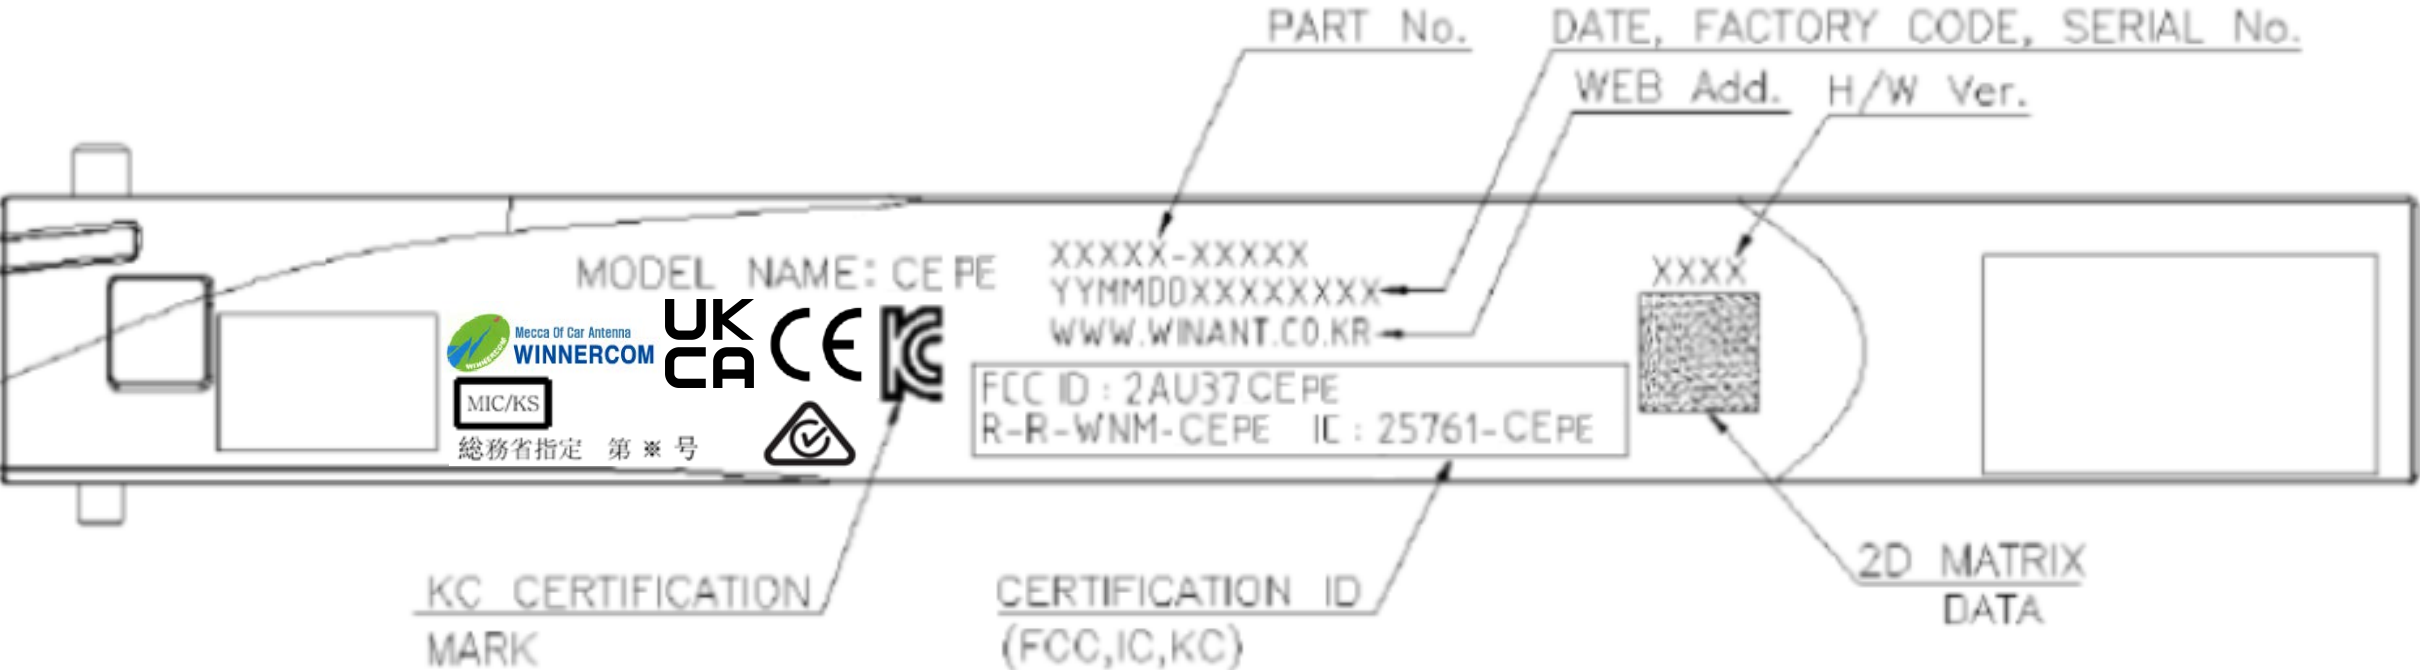 PART No.
DATE, FACTORY CODE, SERIAL No.
WEB Add.
H/W Ver.
MODEL NAME: CEPE
XXXXX-XXXXX
YYMMDDXXXXXXXX
WWW.WINANT.CO.KR
XXXX
Mecca Of Car Antenna
WINNERCOM
WINNERCOM
UK
CA
CE
KC
MIC/KS
総務省指定 第 ※ 号
FCC ID : 2AU37CEPE
R-R-WNM-CEPE IC : 25761-CEPE
KC CERTIFICATION
MARK
CERTIFICATION ID
(FCC,IC,KC)
2D MATRIX
DATA